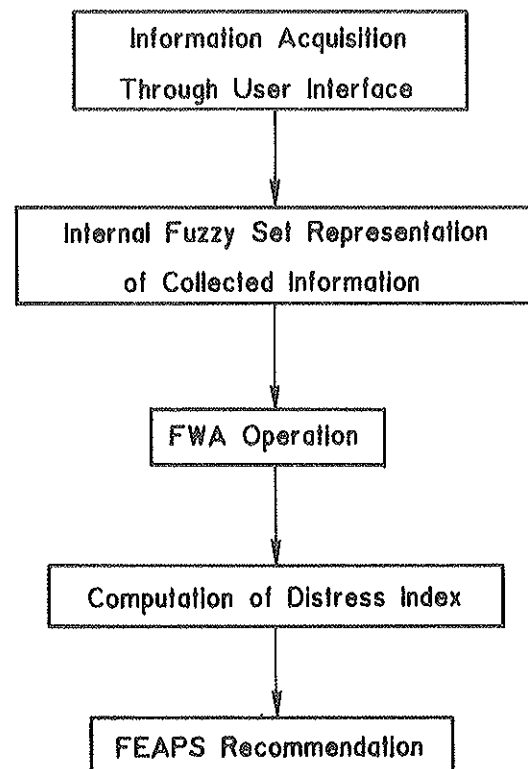 Information Acquisition
Through User Interface
Internal Fuzzy Set Representation
of Collected Information
FWA Operation
Computation of Distress Index
FEAPS Recommendation